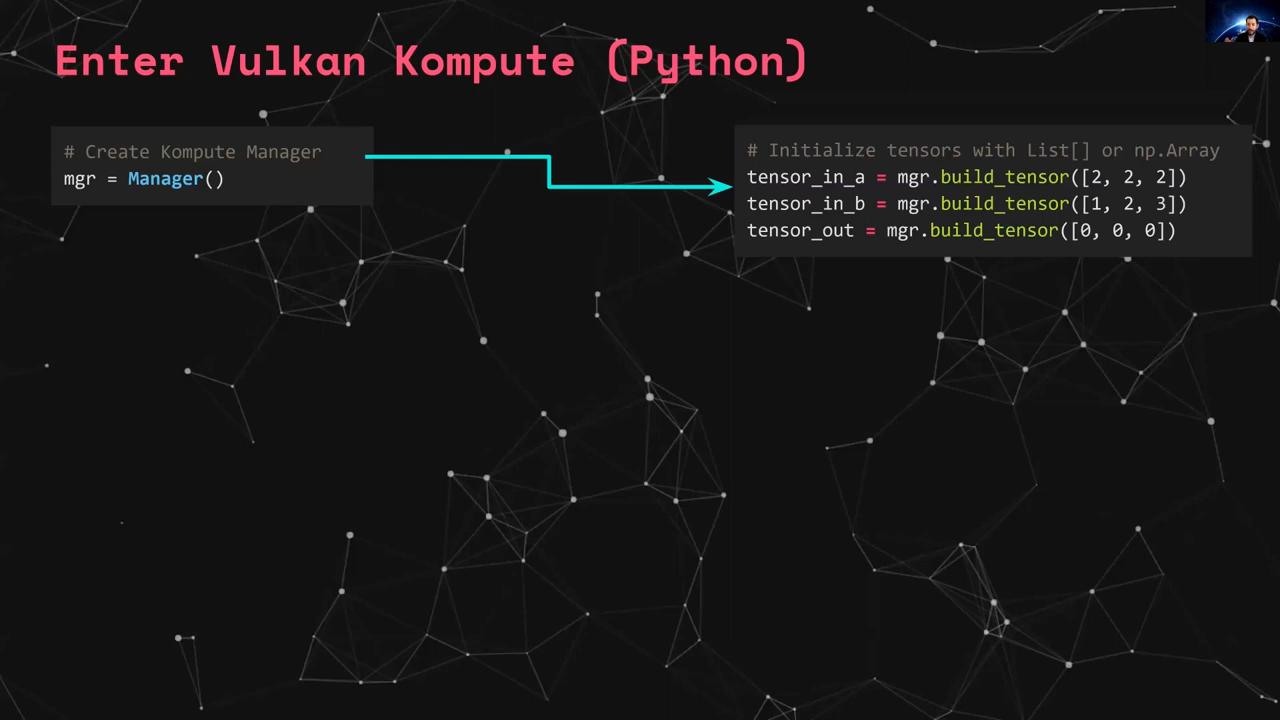 Enter Vulkan Kompute (Python)
# Create Kompute Manager
mgr = Manager()
# Initialize tensors with List[] or np.Array
tensor_in_a = mgr.build_tensor([2, 2, 2])
tensor_in_b = mgr.build_tensor([1, 2, 3])
tensor_out = mgr.build_tensor([0, 0, 0])